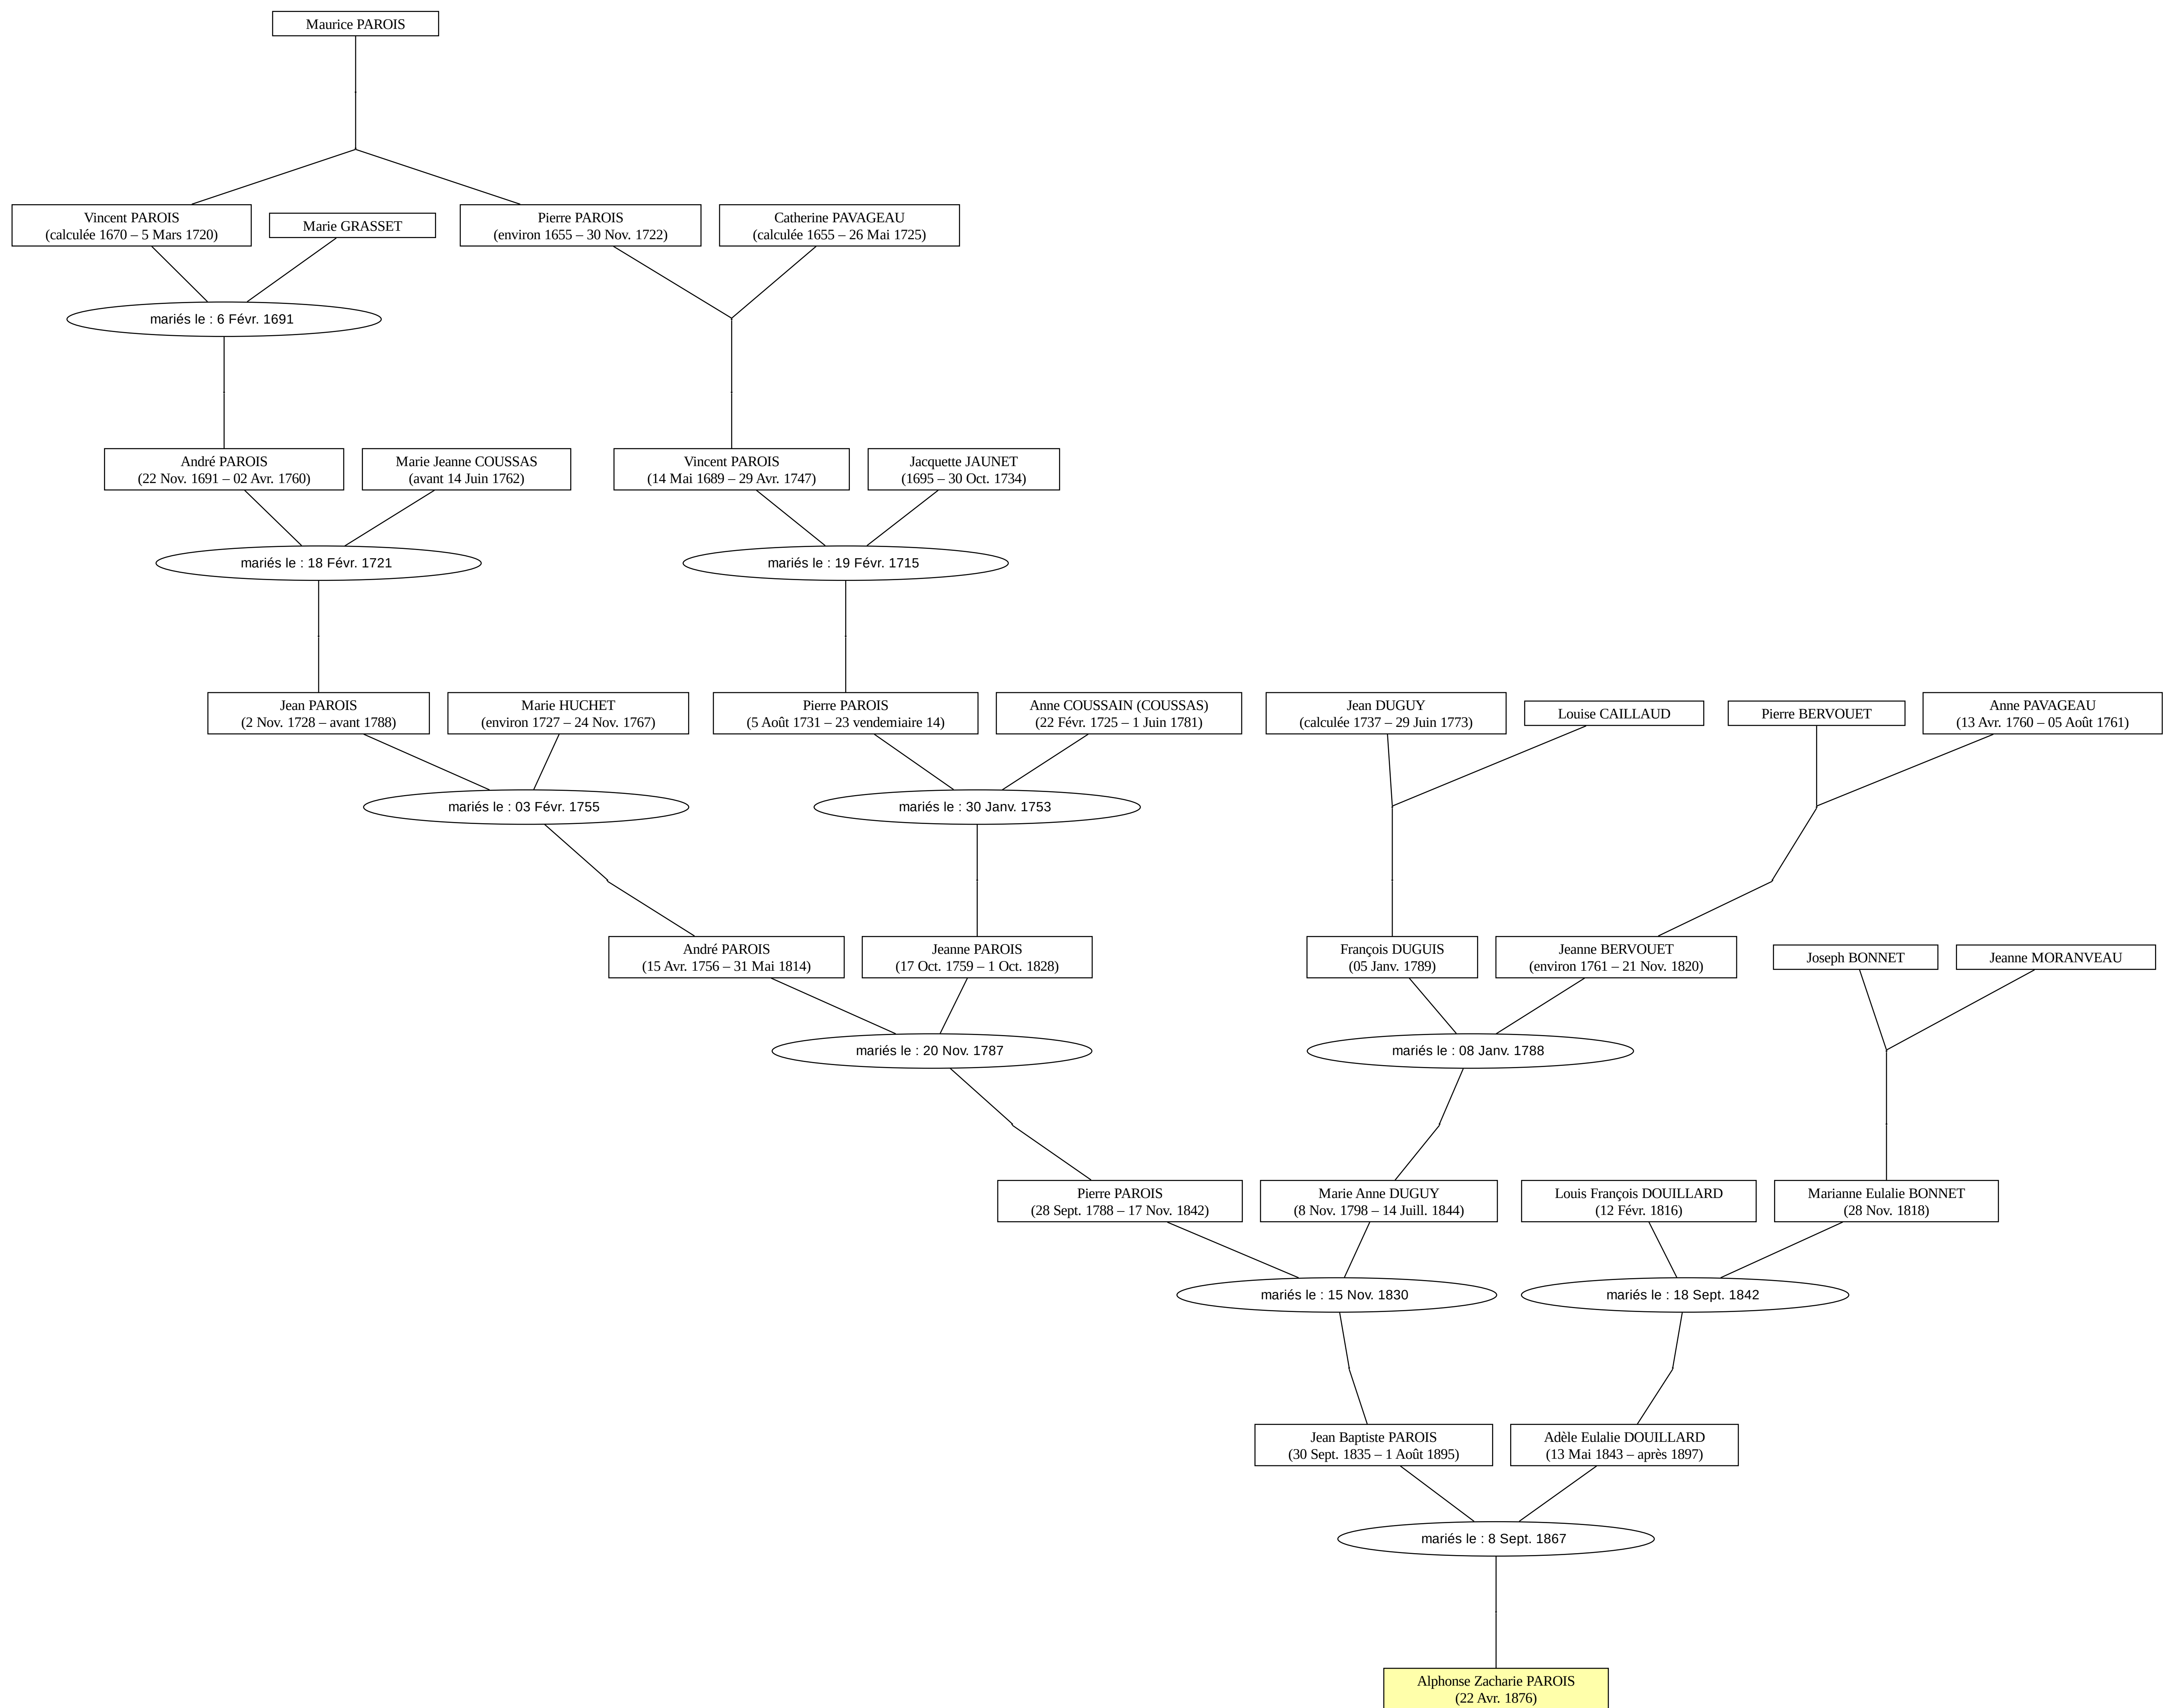 Maurice PAROIS
Vincent PAROIS
(calculée 1670 – 5 Mars 1720)
Marie GRASSET
Pierre PAROIS
(environ 1655 – 30 Nov. 1722)
Catherine PAVAGEAU
(calculée 1655 – 26 Mai 1725)
mariés le : 6 Févr. 1691
André PAROIS
(22 Nov. 1691 – 02 Avr. 1760)
Marie Jeanne COUSSAS
(avant 14 Juin 1762)
Vincent PAROIS
(14 Mai 1689 – 29 Avr. 1747)
Jacquette JAUNET
(1695 – 30 Oct. 1734)
mariés le : 18 Févr. 1721
mariés le : 19 Févr. 1715
Jean PAROIS
(2 Nov. 1728 – avant 1788)
Marie HUCHET
(environ 1727 – 24 Nov. 1767)
Pierre PAROIS
(5 Août 1731 – 23 vendemiaire 14)
Anne COUSSAIN (COUSSAS)
(22 Févr. 1725 – 1 Juin 1781)
Jean DUGUY
(calculée 1737 – 29 Juin 1773)
Louise CAILLAUD
Pierre BERVOUET
Anne PAVAGEAU
(13 Avr. 1760 – 05 Août 1761)
mariés le : 03 Févr. 1755
mariés le : 30 Janv. 1753
André PAROIS
(15 Avr. 1756 – 31 Mai 1814)
Jeanne PAROIS
(17 Oct. 1759 – 1 Oct. 1828)
François DUGUIS
(05 Janv. 1789)
Jeanne BERVOUET
(environ 1761 – 21 Nov. 1820)
Joseph BONNET
Jeanne MORANVEAU
mariés le : 20 Nov. 1787
mariés le : 08 Janv. 1788
Pierre PAROIS
(28 Sept. 1788 – 17 Nov. 1842)
Marie Anne DUGUY
(8 Nov. 1798 – 14 Juill. 1844)
Louis François DOUILLARD
(12 Févr. 1816)
Marianne Eulalie BONNET
(28 Nov. 1818)
mariés le : 15 Nov. 1830
mariés le : 18 Sept. 1842
Jean Baptiste PAROIS
(30 Sept. 1835 – 1 Août 1895)
Adèle Eulalie DOUILLARD
(13 Mai 1843 – après 1897)
mariés le : 8 Sept. 1867
Alphonse Zacharie PAROIS
(22 Avr. 1876)